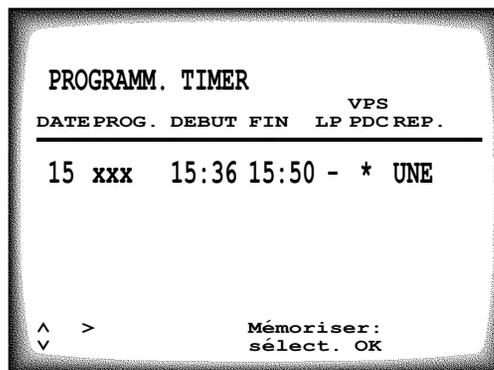 PROGRAMM. TIMER
VPS
DATE PROG. DEBUT FIN LP PDC REP.
15 xxx 15:36 15:50 - * UNE
^ > Mémoriser:
v sélect. OK